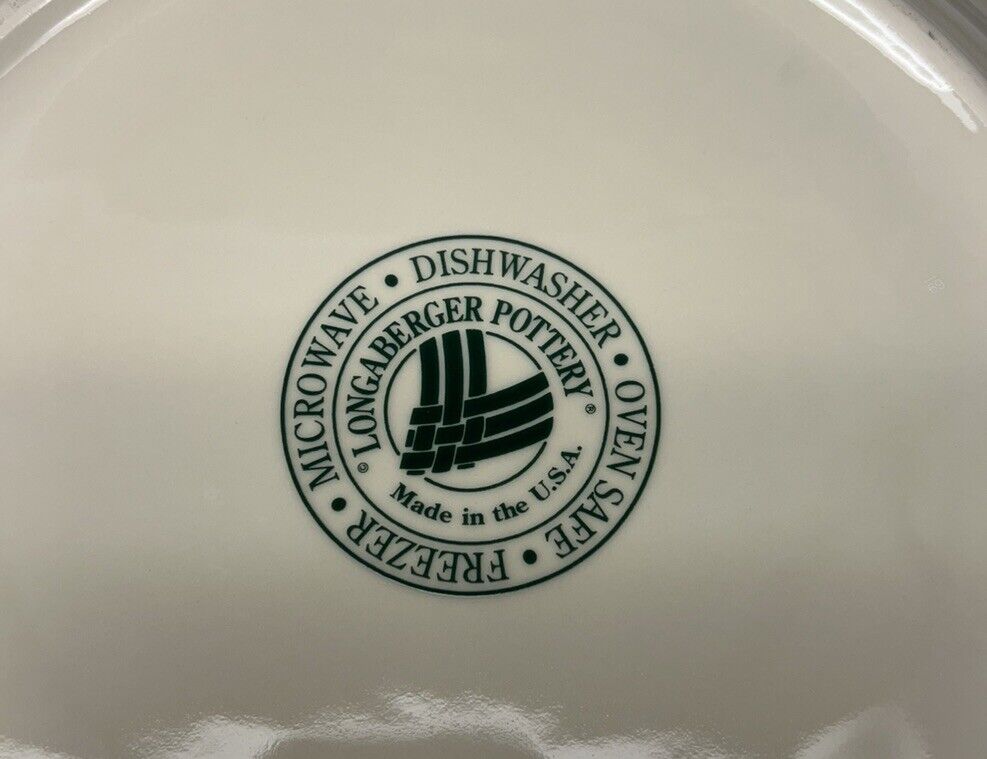 MICROWAVE • DISHWASHER • OVEN SAFE • FREEZER •
© LONGABERGER POTTERY ®
Made in the U.S.A.